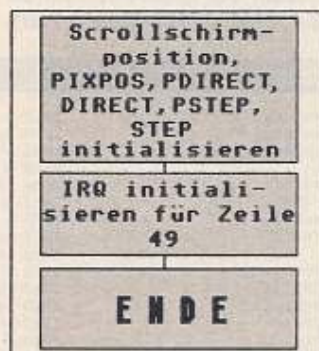 Scrollschirm-
position,
PIXPOS, PDIRECT,
DIRECT, PSTEP,
STEP
initialisieren
IRQ initiali-
sieren für Zeile
49
ENDE